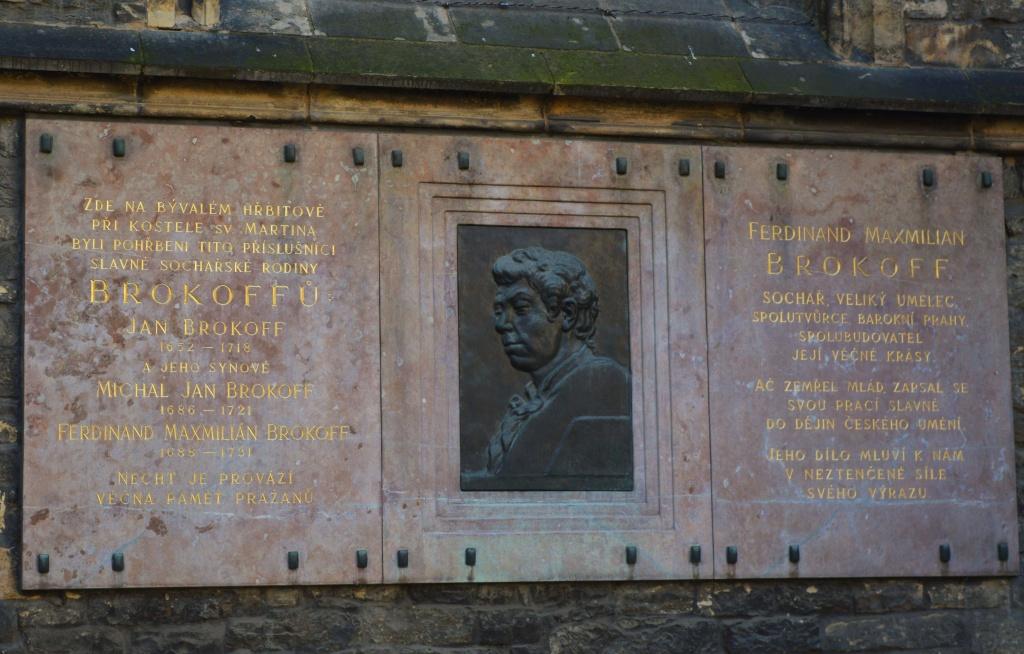 ZDE NA BÝVALÉM HŘBITOVĚ
PŘI KOSTELE SV. MARTINA
BYLI POHŘBENI TITO PŘÍSLUŠNÍCI
SLAVNÉ SOCHAŘSKÉ RODINY
BROKOFFŮ:
JAN BROKOFF
1652 – 1718
A JEHO SYNOVÉ
MICHAL JAN BROKOFF
1686 – 1721
FERDINAND MAXMILIÁN BROKOFF
1688 – 1731
NECHŤ JE PROVÁZÍ
VĚČNÁ PAMĚŤ PRAŽANŮ
FERDINAND MAXMILIAN
BROKOFF,
SOCHAŘ, VELIKÝ UMĚLEC,
SPOLUTVŮRCE BAROKNÍ PRAHY,
SPOLUBUDOVATEL
JEJÍ VĚČNÉ KRÁSY.
AČ ZEMŘEL MLÁD, ZAPSAL SE
SVOU PRACÍ SLAVNĚ
DO DĚJIN ČESKÉHO UMĚNÍ.
JEHO DÍLO MLUVÍ K NÁM
V NEZTENČENÉ SÍLE
SVÉHO VÝRAZU